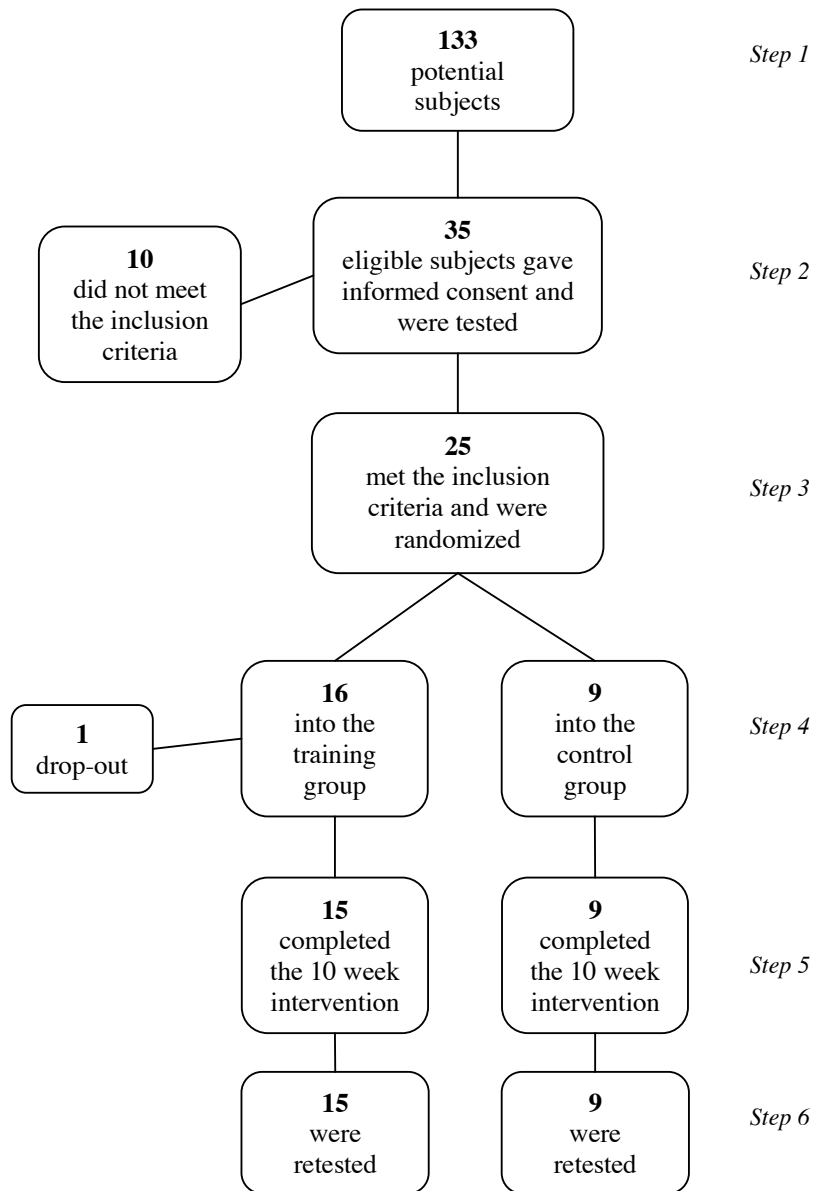 133
potential
subjects
Step 1
35
eligible subjects gave
informed consent and
were tested
10
did not meet
the inclusion
criteria
Step 2
25
met the inclusion
criteria and were
randomized
Step 3
16
into the
training
group
9
into the
control
group
1
drop-out
Step 4
15
completed
the 10 week
intervention
9
completed
the 10 week
intervention
Step 5
15
were
retested
9
were
retested
Step 6